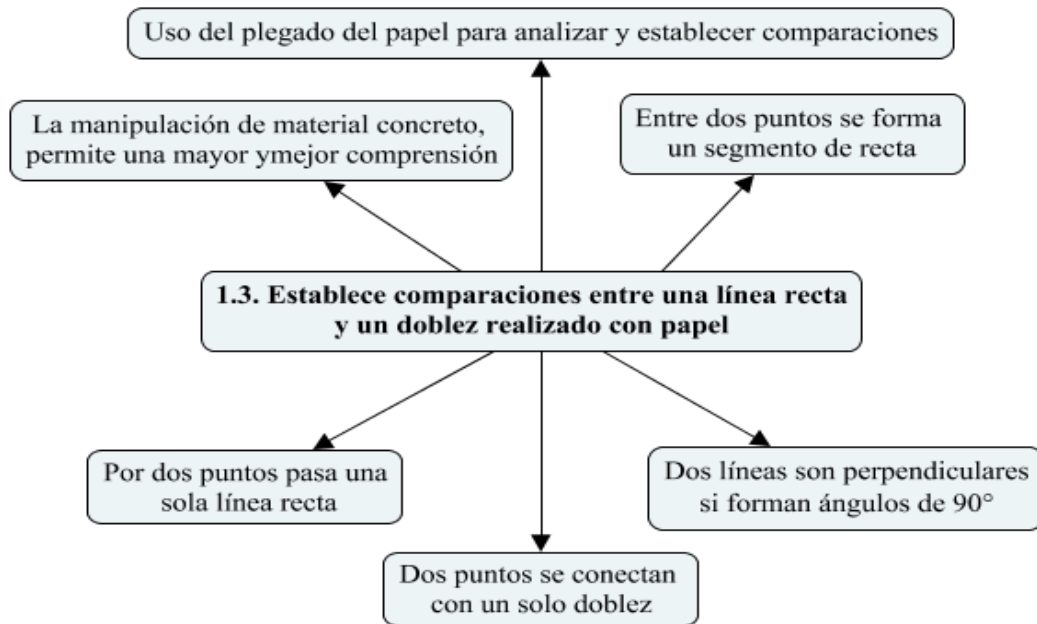 Uso del plegado del papel para analizar y establecer comparaciones
La manipulación de material concreto,
permite una mayor ymejor comprensión
Entre dos puntos se forma
un segmento de recta
1.3. Establece comparaciones entre una línea recta
y un doblez realizado con papel
Por dos puntos pasa una
sola línea recta
Dos líneas son perpendiculares
si forman ángulos de 90°
Dos puntos se conectan
con un solo doblez